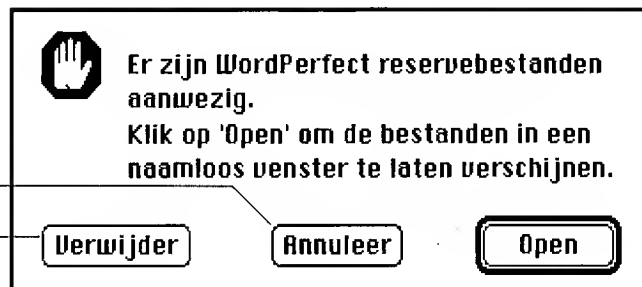 Er zijn WordPerfect reservebestanden
aanwezig.
Klik op 'Open' om de bestanden in een
naamloos venster te laten verschijnen.
Verwijder
Annuleer
Open